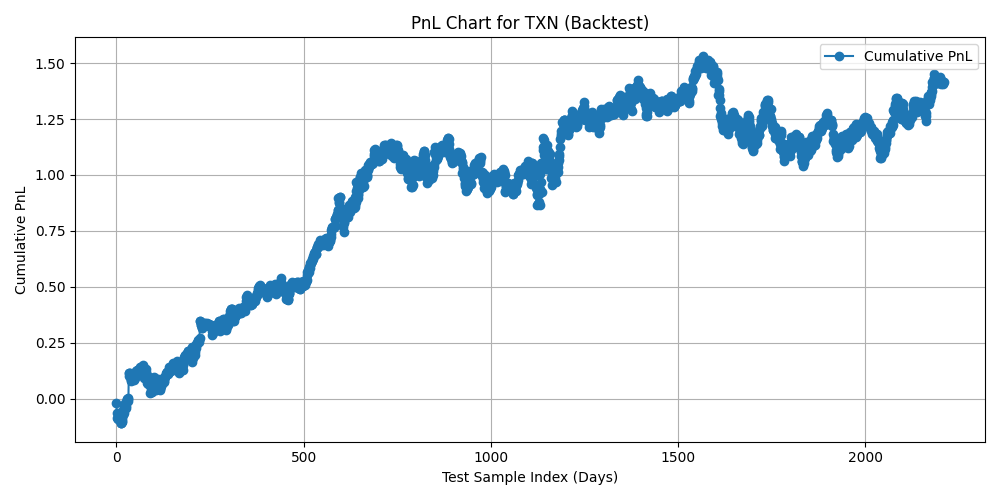 PnL Chart for TXN (Backtest)
Cumulative PnL
1.50
1.25
1.00
0.75
0.50
0.25
0.00
Cumulative PnL
0 500 1000 1500 2000
Test Sample Index (Days)